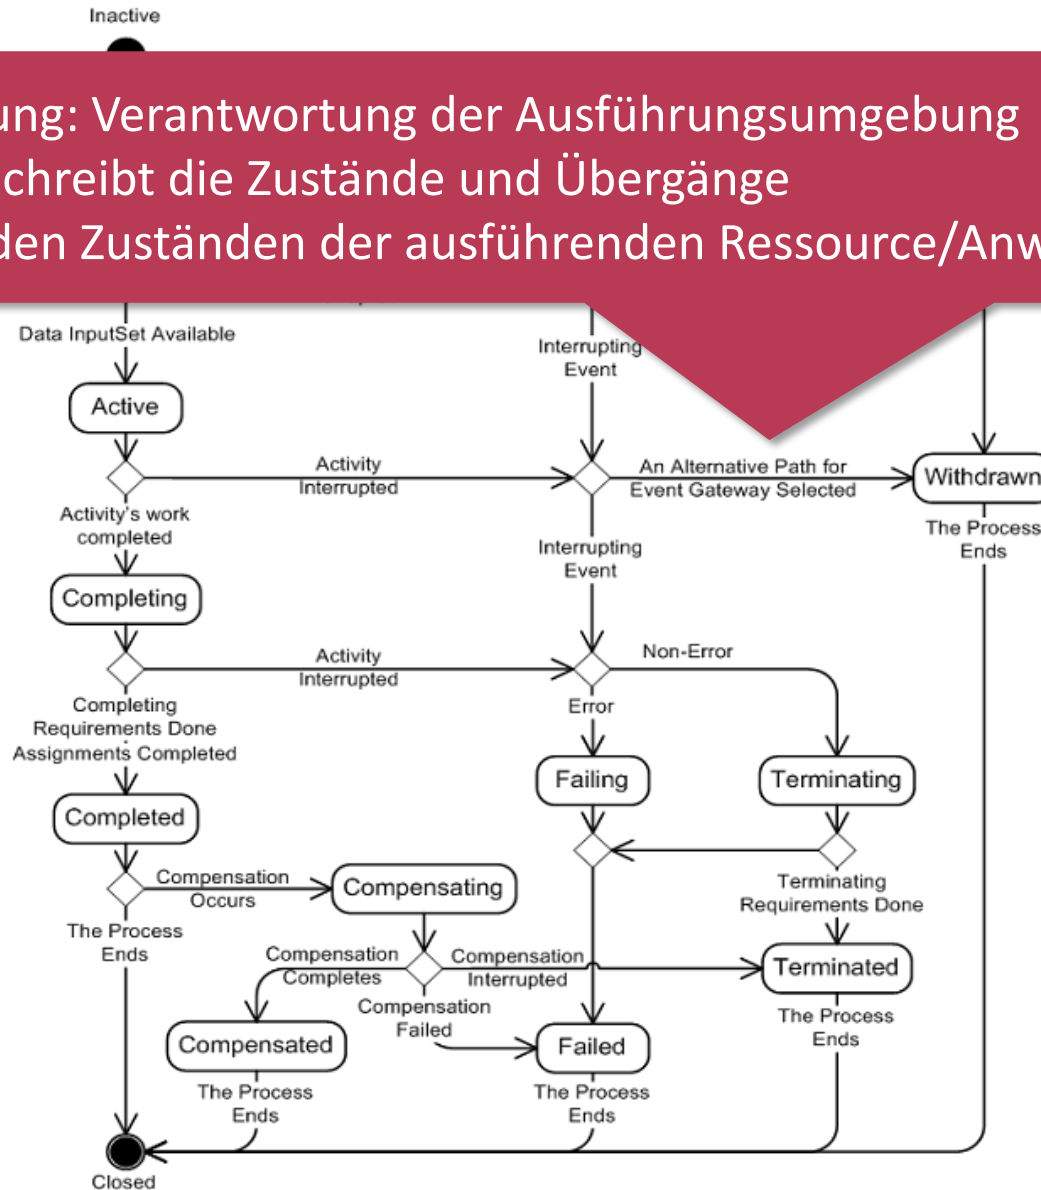 Inactive
ung: Verantwortung der Ausführungsumgebung
chreibt die Zustände und Übergänge
den Zuständen der ausführenden Ressource/Anw
Data InputSet Available
Interrupting
Event
Active
Activity
Interrupted
An Alternative Path for
Event Gateway Selected
Withdrawn
Activity's work
completed
The Process
Ends
Interrupting
Event
Completing
Activity
Interrupted
Non-Error
Completing
Requirements Done
Assignments Completed
Error
Failing
Terminating
Completed
Compensation
Occurs
Compensating
Terminating
Requirements Done
The Process
Ends
Compensation
Completes
Compensation
Interrupted
Terminated
Compensation
Failed
The Process
Ends
Compensated
Failed
The Process
Ends
The Process
Ends
Closed